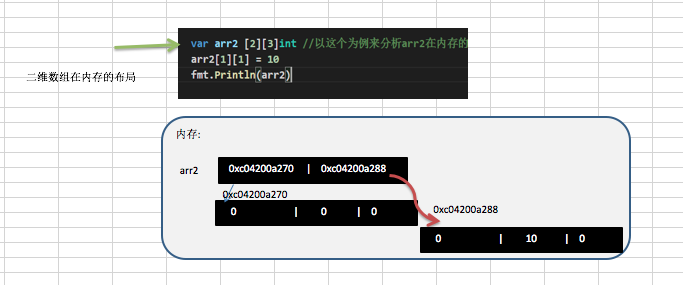 var arr2 [2][3]int //以这个为例来分析arr2在内存的
arr2[1][1] = 10
fmt.Println(arr2)
二维数组在内存的布局
内存:
arr2
0xc04200a270 | 0xc04200a288
0xc04200a270
0 | 0 | 0
0xc04200a288
0 | 10 | 0